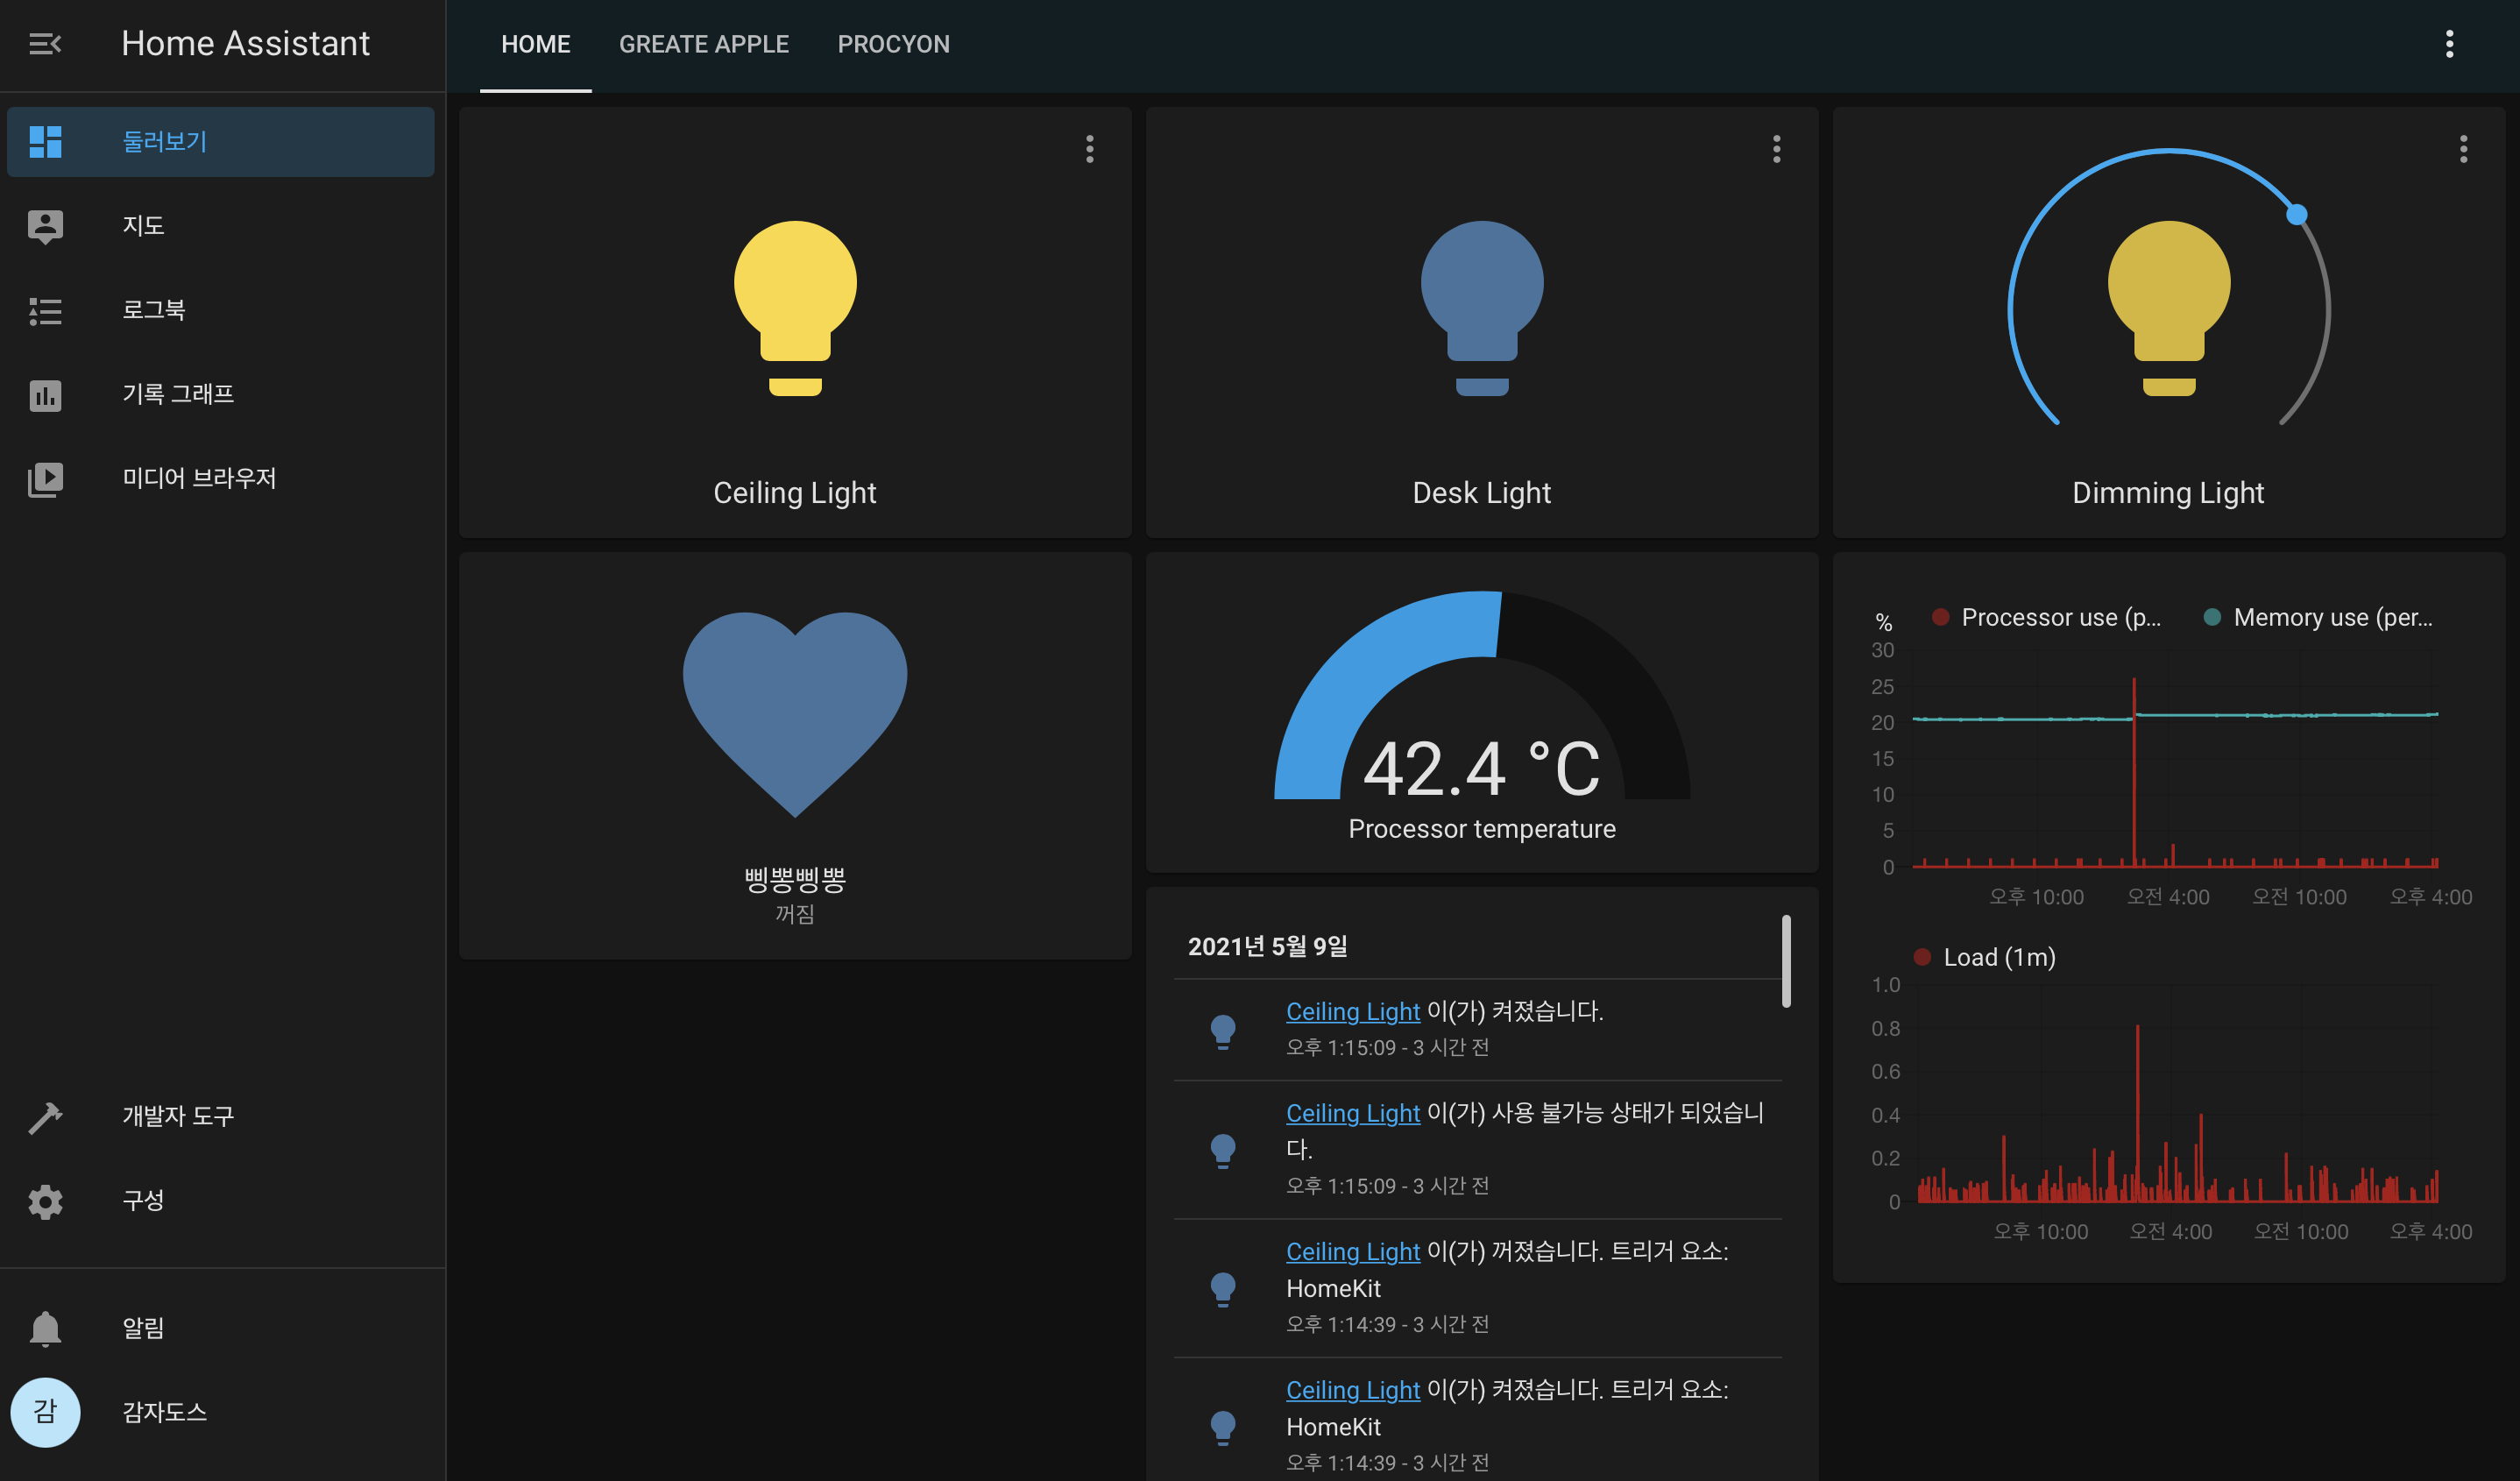 Home Assistant
둘러보기
지도
로그북
기록 그래프
미디어 브라우저
개발자 도구
구성
알림
감
감자도스
HOME
GREATE APPLE
PROCYON
Ceiling Light
Desk Light
Dimming Light
삥뽕삥뽕
꺼짐
42.4 °C
Processor temperature
2021년 5월 9일
Ceiling Light 이(가) 켜졌습니다.
오후 1:15:09 - 3 시간 전
Ceiling Light 이(가) 사용 불가능 상태가 되었습니
다.
오후 1:15:09 - 3 시간 전
Ceiling Light 이(가) 꺼졌습니다. 트리거 요소:
HomeKit
오후 1:14:39 - 3 시간 전
Ceiling Light 이(가) 켜졌습니다. 트리거 요소:
HomeKit
오후 1:14:39 - 3 시간 전
%
Processor use (p...
Memory use (per...
30
25
20
15
10
5
0
오후 10:00
오전 4:00
오전 10:00
오후 4:00
Load (1m)
1.0
0.8
0.6
0.4
0.2
0
오후 10:00
오전 4:00
오전 10:00
오후 4:00